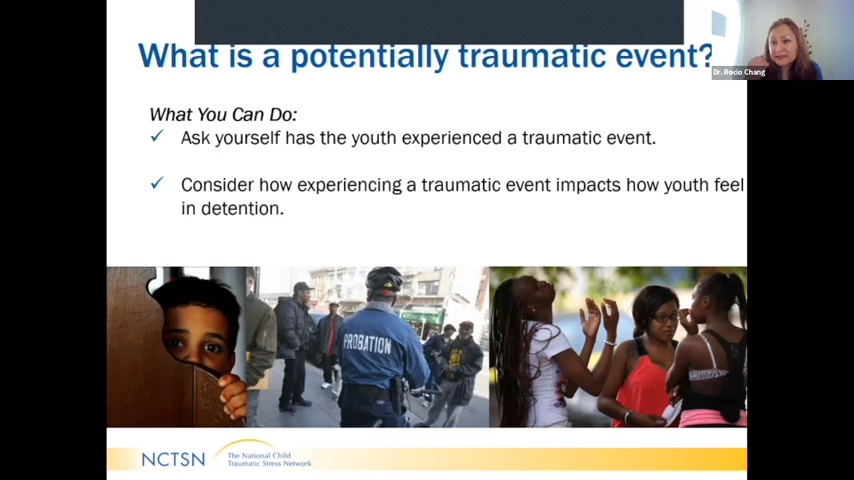 What is a potentially traumatic event?
Dr. Rocio Chang
What You Can Do:
✓ Ask yourself has the youth experienced a traumatic event.
✓ Consider how experiencing a traumatic event impacts how youth feel
in detention.
PROBATION
NCTSN
The National Child
Traumatic Stress Network